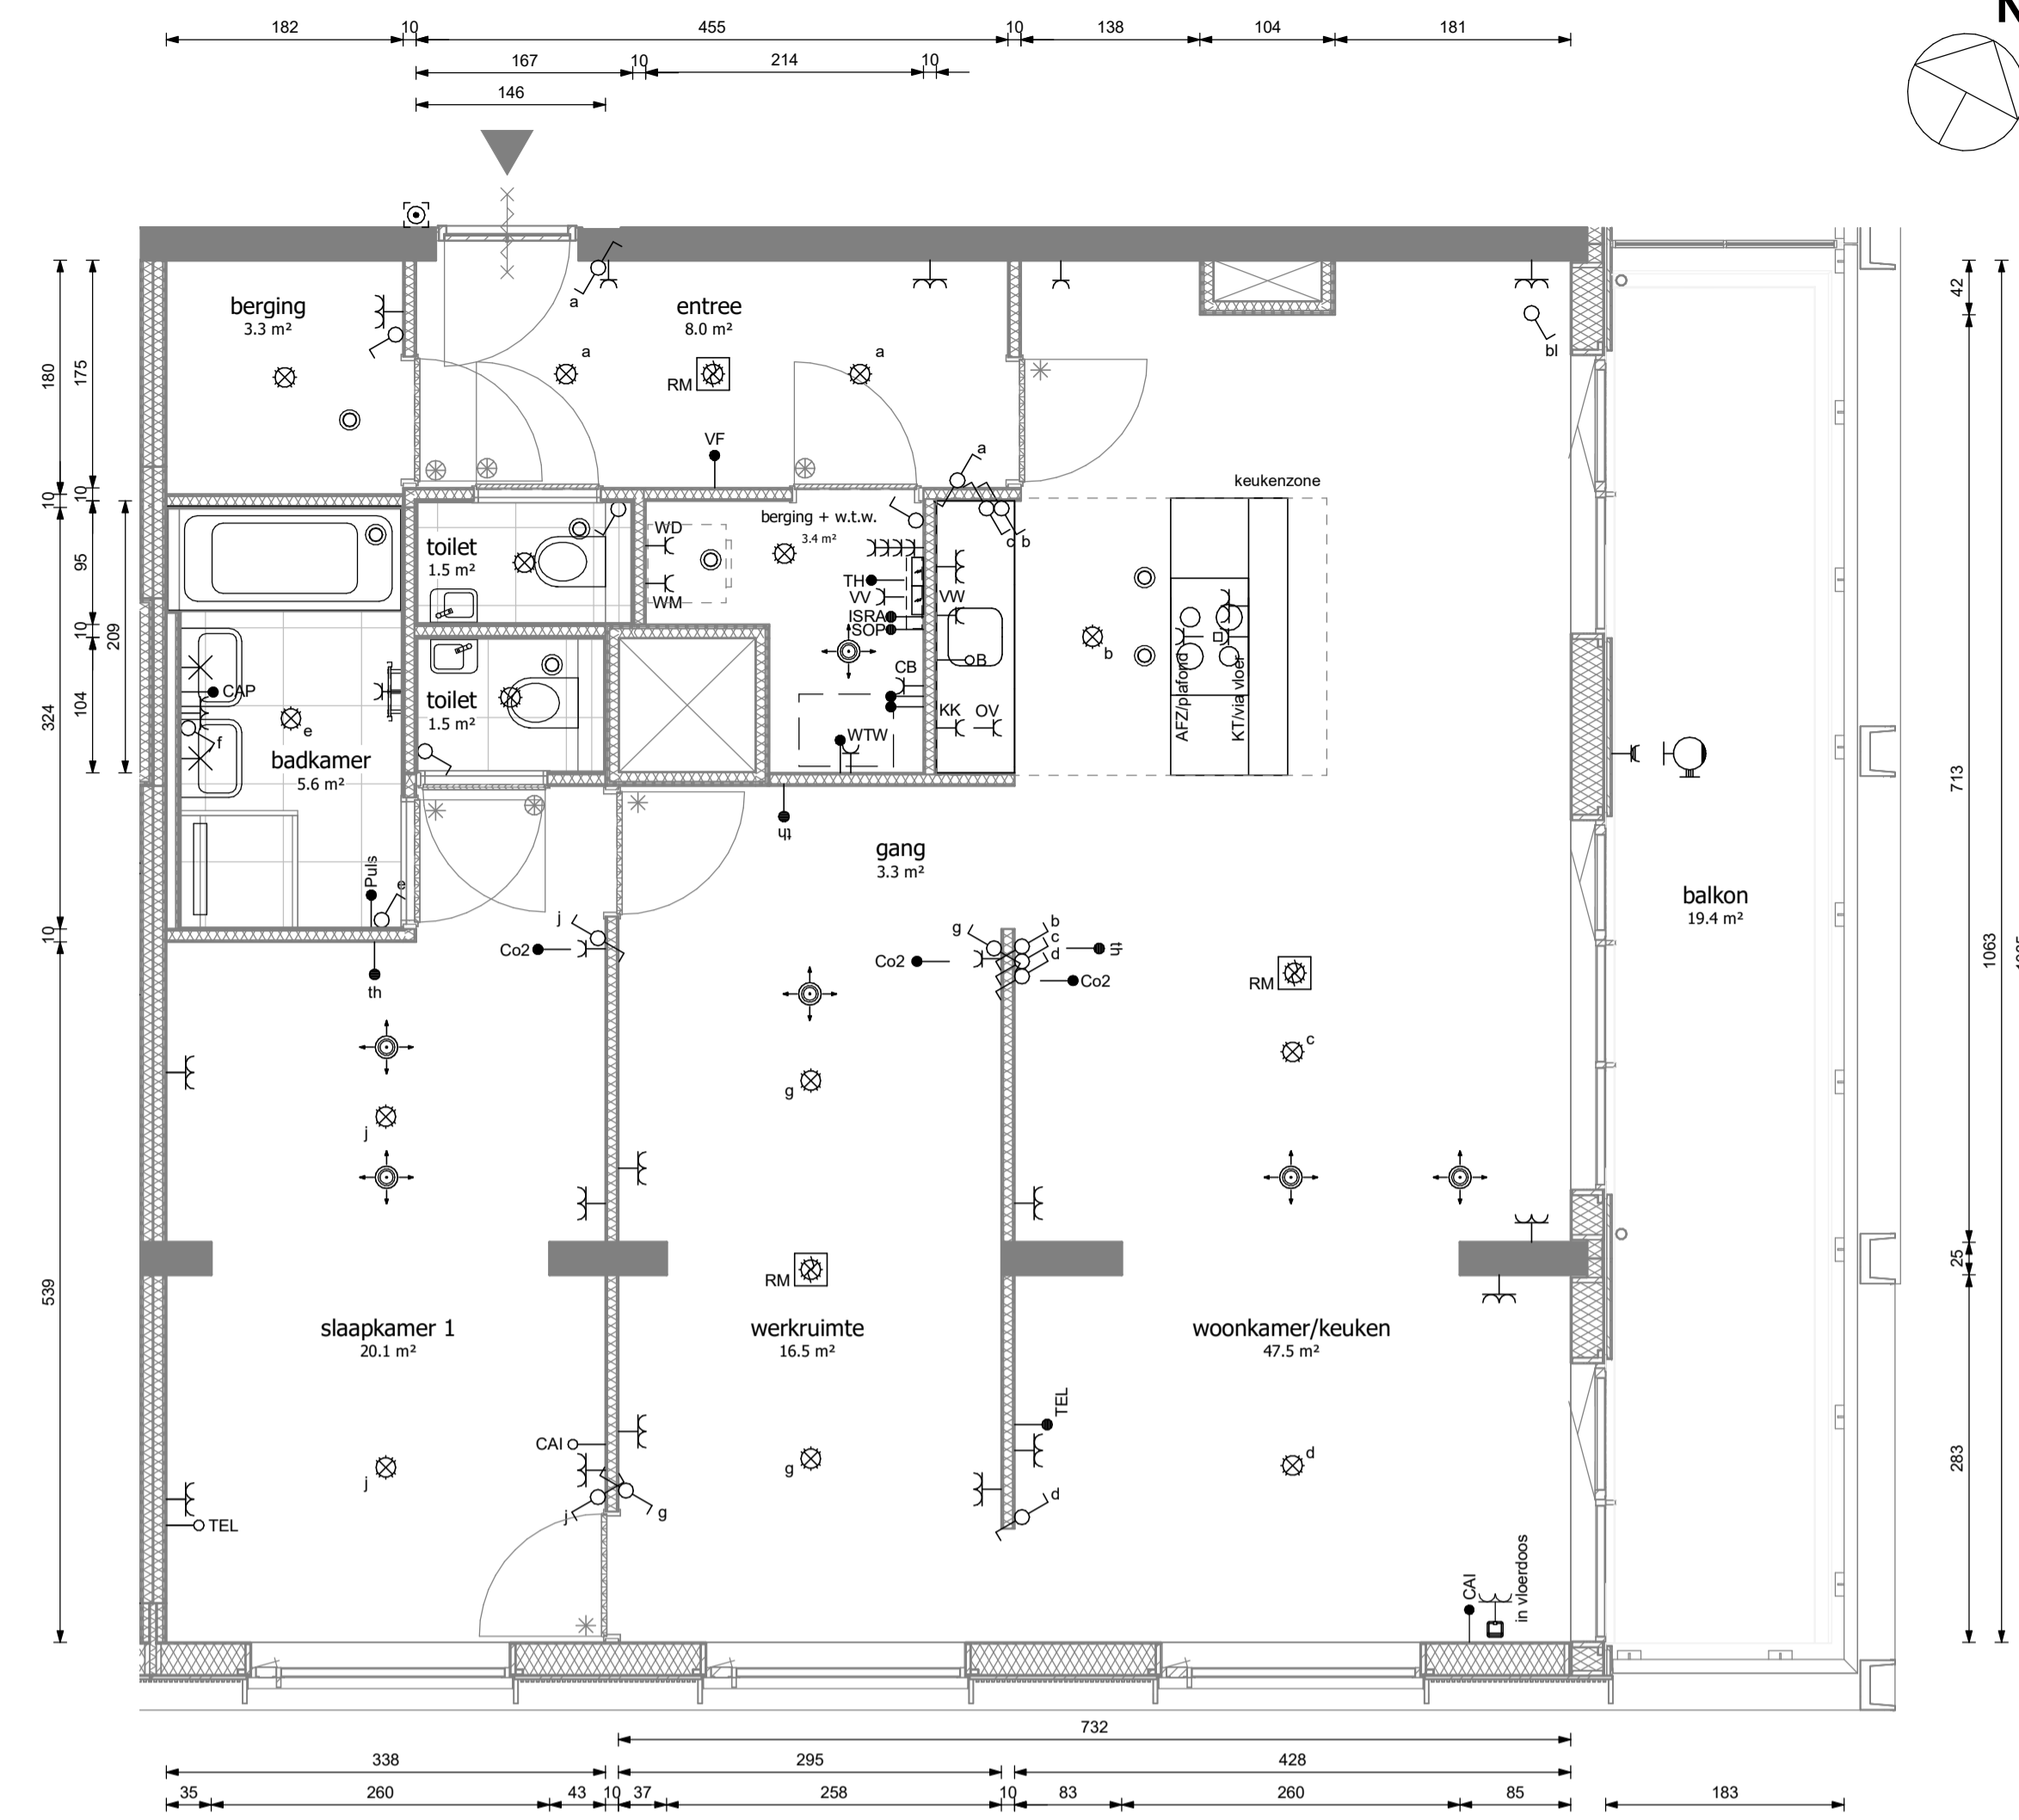 N
182
10
455
10
138
104
181
167
10
214
10
146
berging
3.3 m²
entree
8.0 m²
a
a
a
RM
VF
a
bl
42
180
175
10
10
keukenzone
toilet
1.5 m²
WD
WM
berging + w.t.w.
3.4 m²
c b
TH
VV
ISRA
SOP
VW
B
b
95
10
209
104
324
CAP
f
e
badkamer
5.6 m²
toilet
1.5 m²
CB
KK
OV
WTW
AFZ/plafond
KT/via vloer
713
1063
th
gang
3.3 m²
balkon
19.4 m²
Puls
e
10
j
Co2
g
Co2
b
c
d
th
Co2
th
RM
c
g
j
25
539
RM
slaapkamer 1
20.1 m²
werkruimte
16.5 m²
woonkamer/keuken
47.5 m²
TEL
CAI
j
g
d
283
TEL
j
g
d
CAI
in vloerdoos
732
338
295
428
35
260
43
10
37
258
10
83
260
85
183